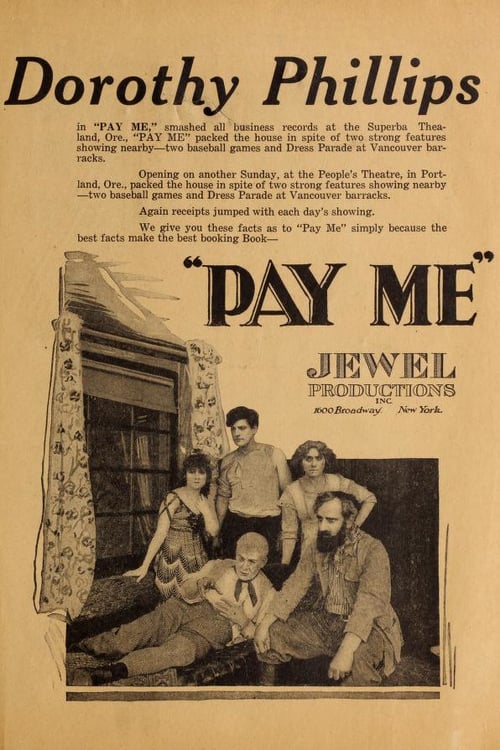 Dorothy Phillips
in "PAY ME," smashed all business records at the Superba Thea-
land, Ore., "PAY ME" packed the house in spite of two strong features
showing nearby—two baseball games and Dress Parade at Vancouver bar-
racks.
Opening on another Sunday, at the People's Theatre, in Port-
land, Ore., packed the house in spite of two strong features showing nearby
—two baseball games and Dress Parade at Vancouver barracks.
Again receipts jumped with each day's showing.
We give you these facts as to "Pay Me" simply because the
best facts make the best booking Book—
"PAY ME"
JEWEL
PRODUCTIONS
INC.
1600 Broadway. New York.